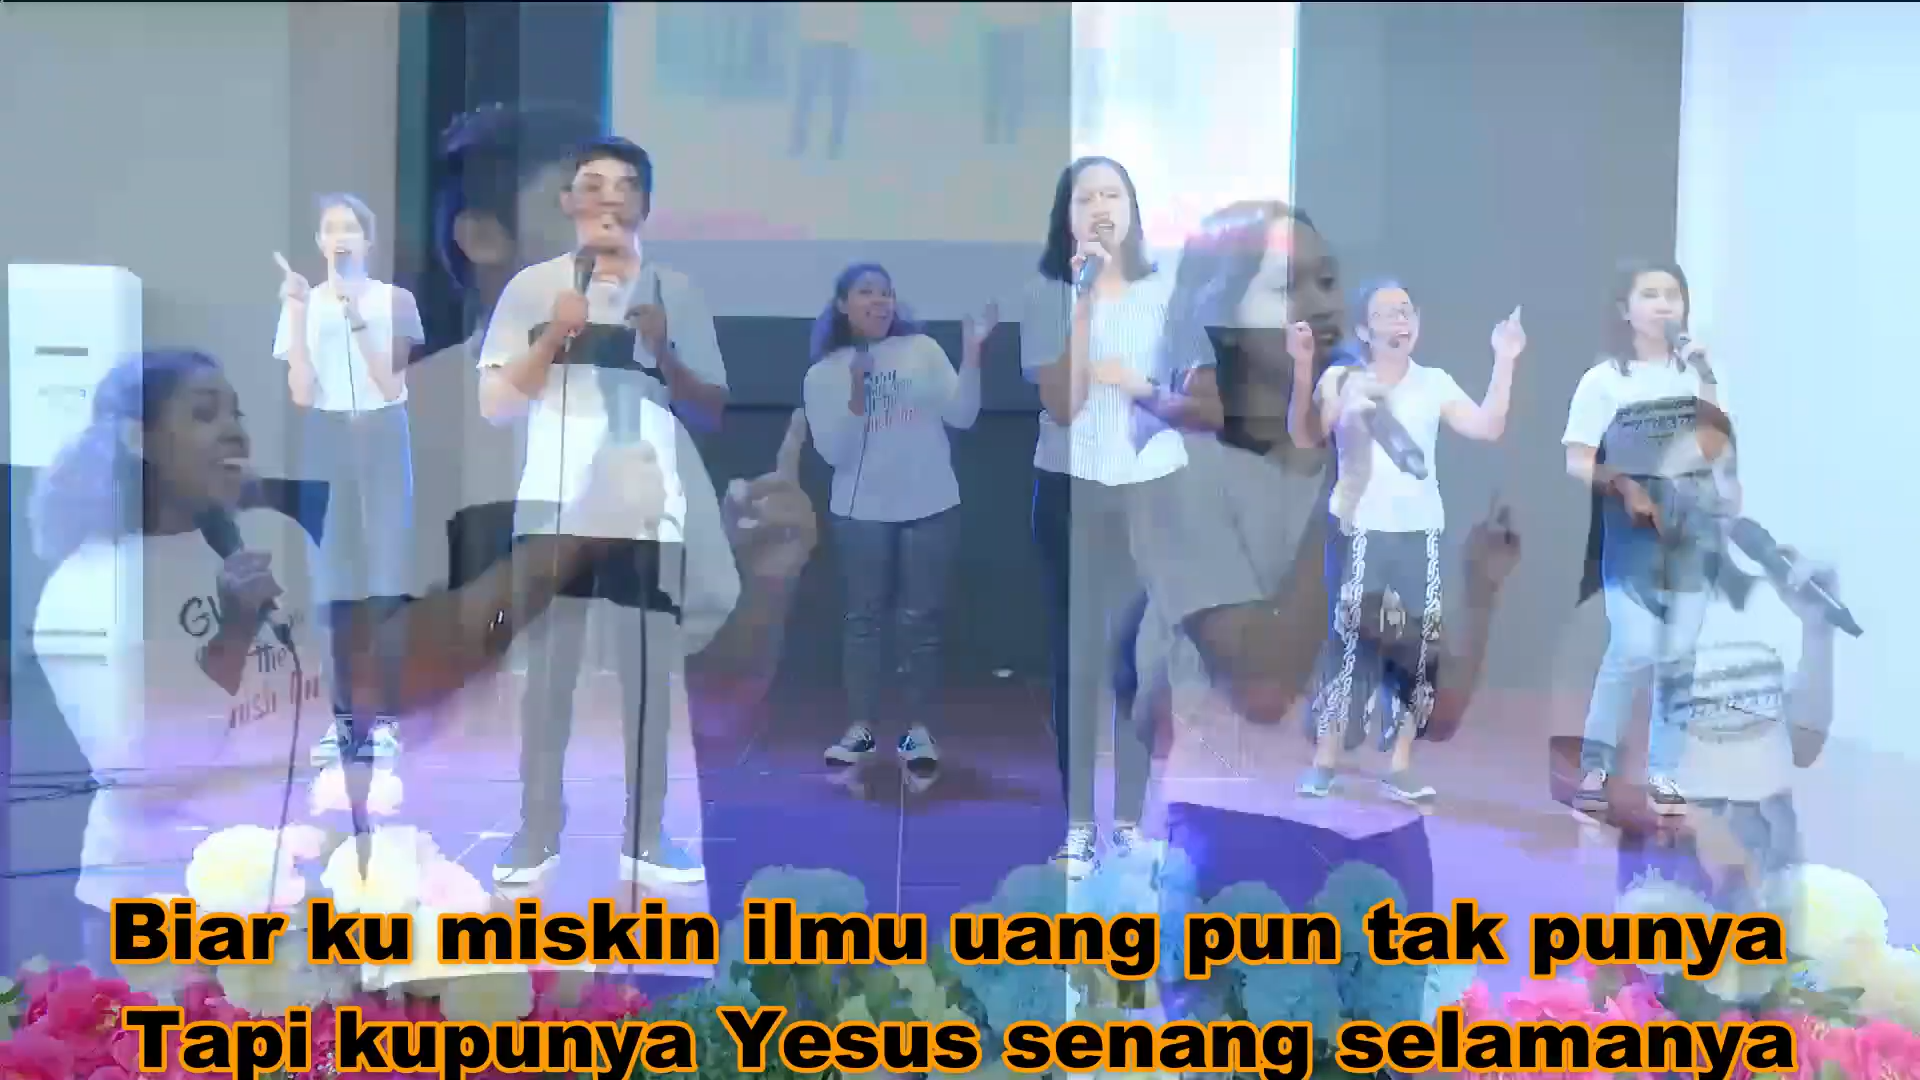 Biar ku miskin ilmu uang pun tak punya
Tapi kupunya Yesus senang selamanya